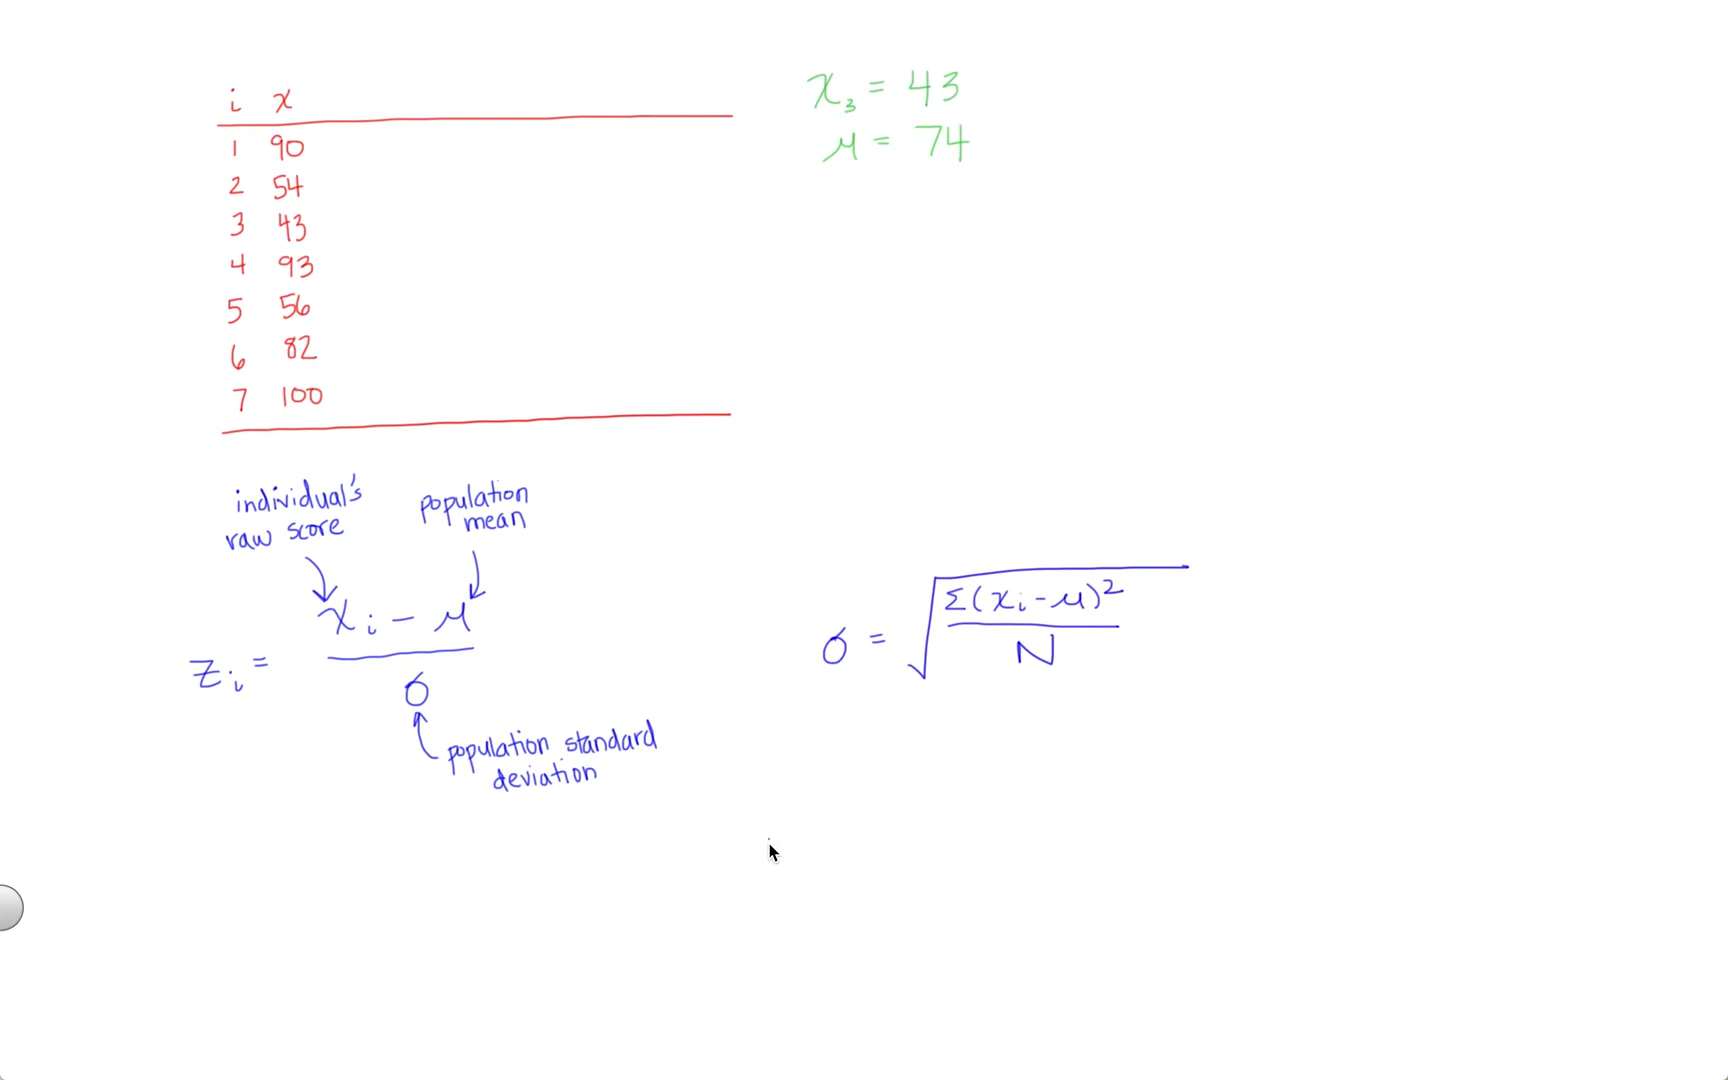 i x
1 90
2 54
3 43
4 93
5 56
6 82
7 100
x₃ = 43
μ = 74
individual's
raw score
population
mean
zᵢ = (xᵢ - μ) / σ
population standard
deviation
σ = √(Σ(xᵢ - μ)² / N)